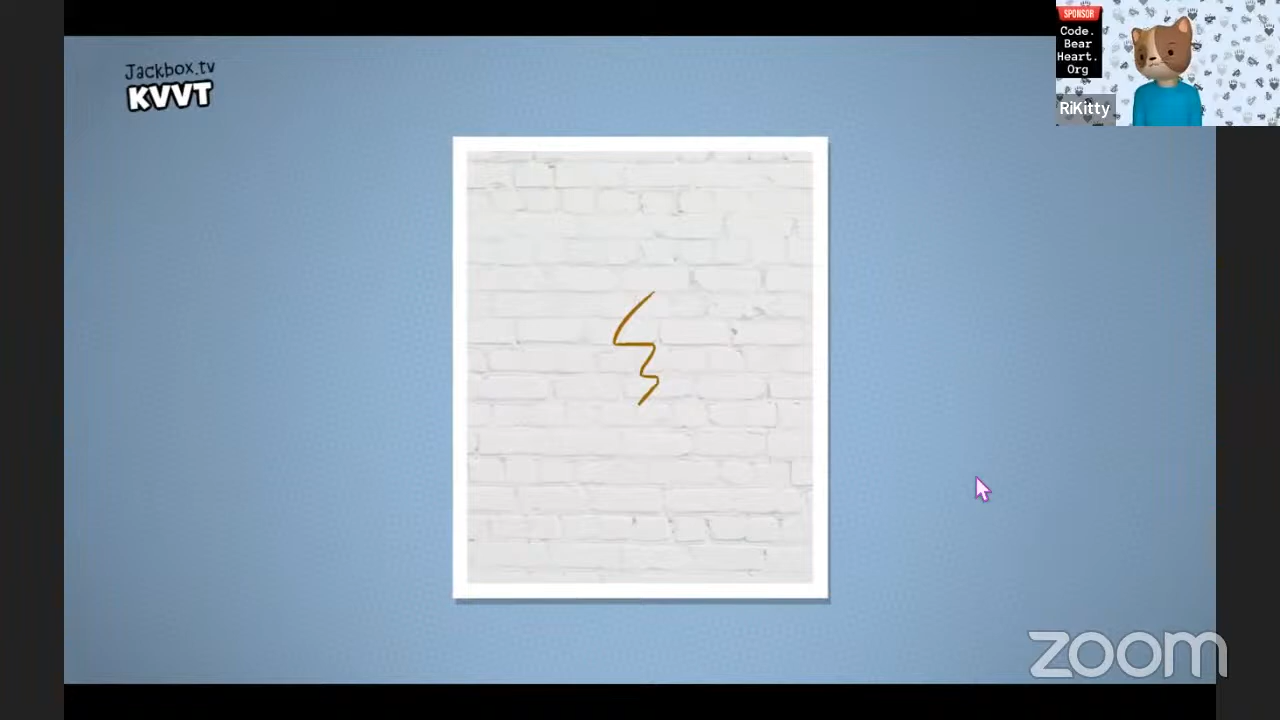 Jackbox.tv
KVVT
SPONSOR
Code.
Bear
Heart.
Org
RiKitty
zoom